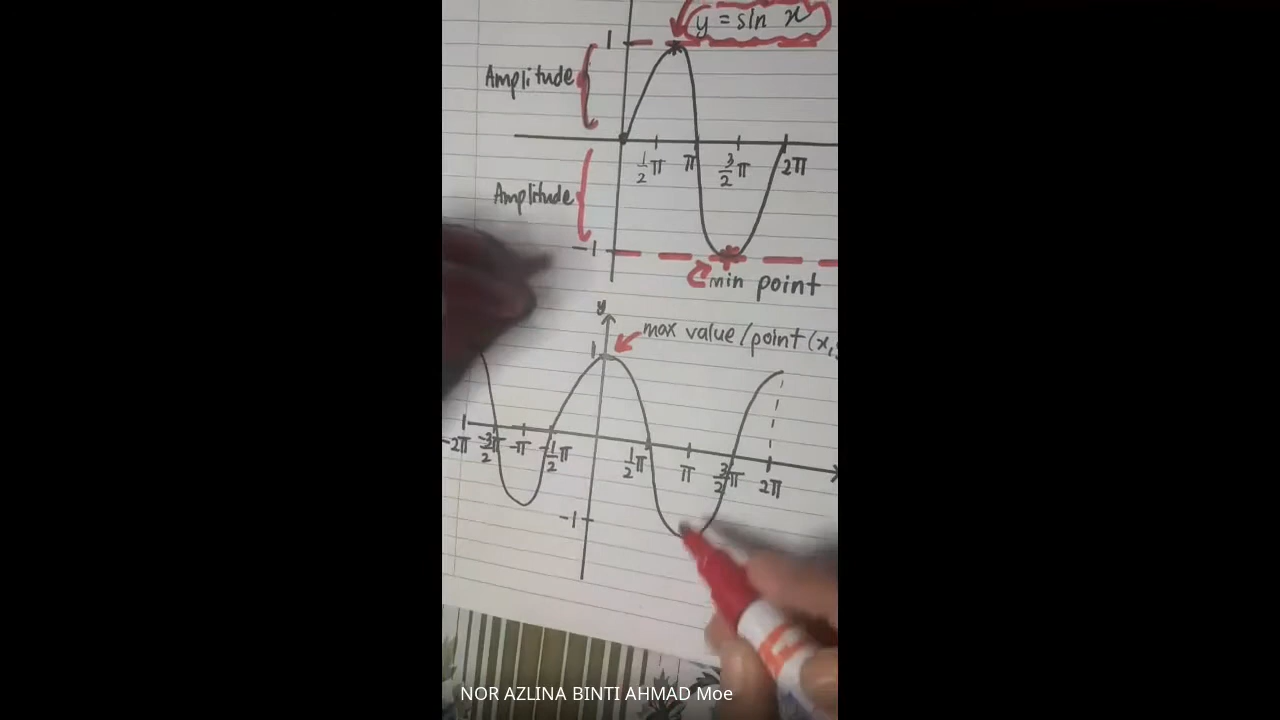 y = sin x
1
Amplitude
½π π 3/2π 2π
Amplitude
-1
min point
y
max value/point (x,
1
-2π -3/2π -π -1/2π ½π π 3/2π 2π
-1
NOR AZLINA BINTI AHMAD Moe